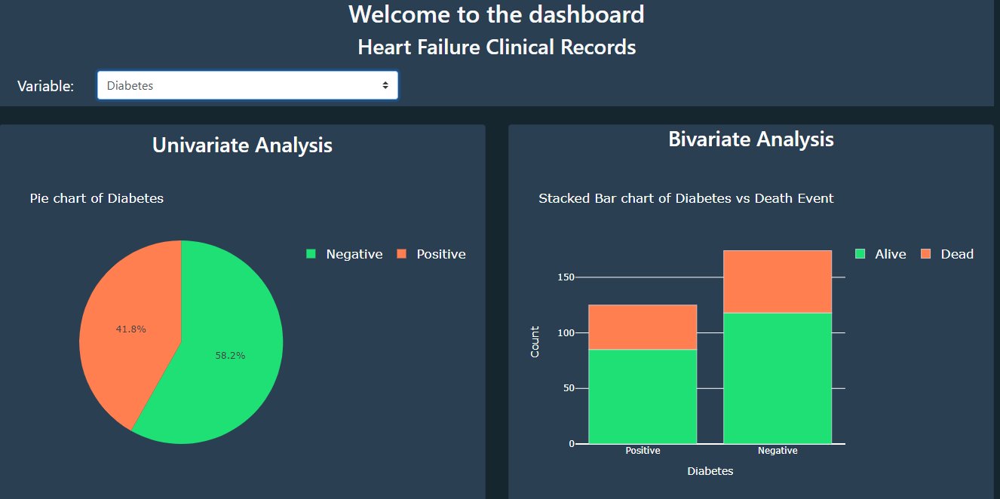 Welcome to the dashboard
Heart Failure Clinical Records
Variable: Diabetes
Univariate Analysis
Pie chart of Diabetes
Negative Positive
41.8%
58.2%
Bivariate Analysis
Stacked Bar chart of Diabetes vs Death Event
Alive Dead
150
100
50
0
Count
Positive Negative
Diabetes